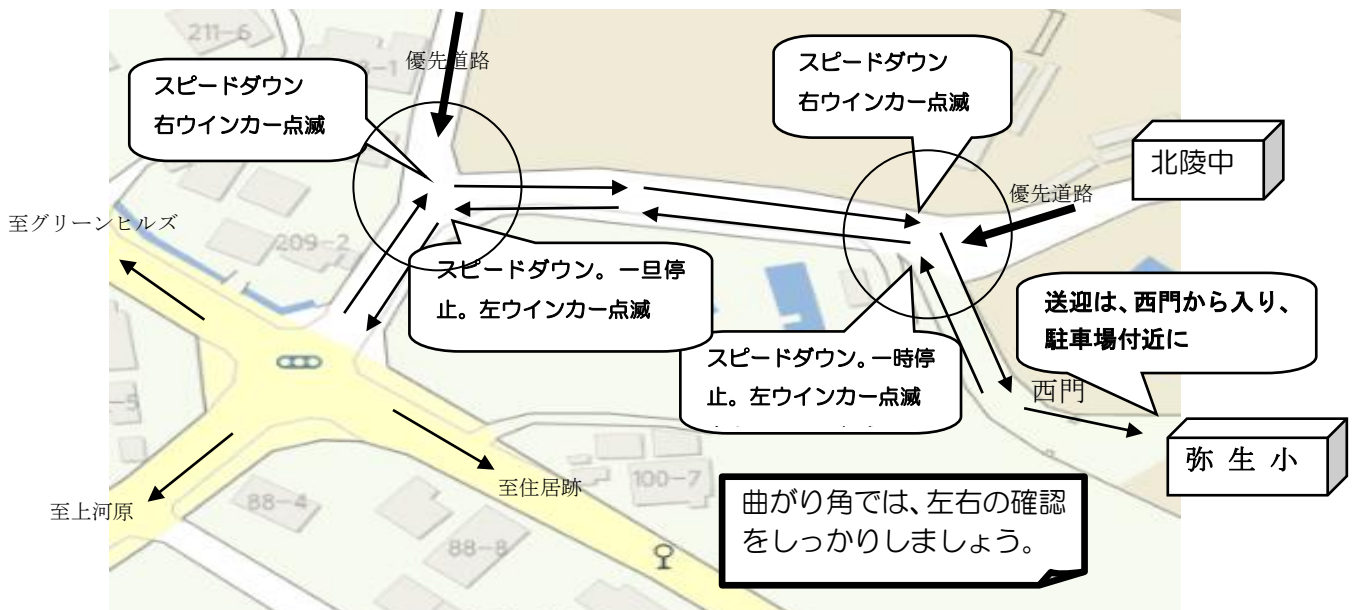 211-6
優先道路
スピードダウン
右ウインカー点滅
スピードダウン
右ウインカー点滅
北陵中
優先道路
至グリーンヒルズ
209-2
スピードダウン。一旦停
止。左ウインカー点滅
送迎は、西門から入り、
駐車場付近に
スピードダウン。一時停
止。左ウインカー点滅
西門
弥生小
至住居跡
100-7
至上河原
88-4
88-8
曲がり角では、左右の確認
をしっかりしましょう。